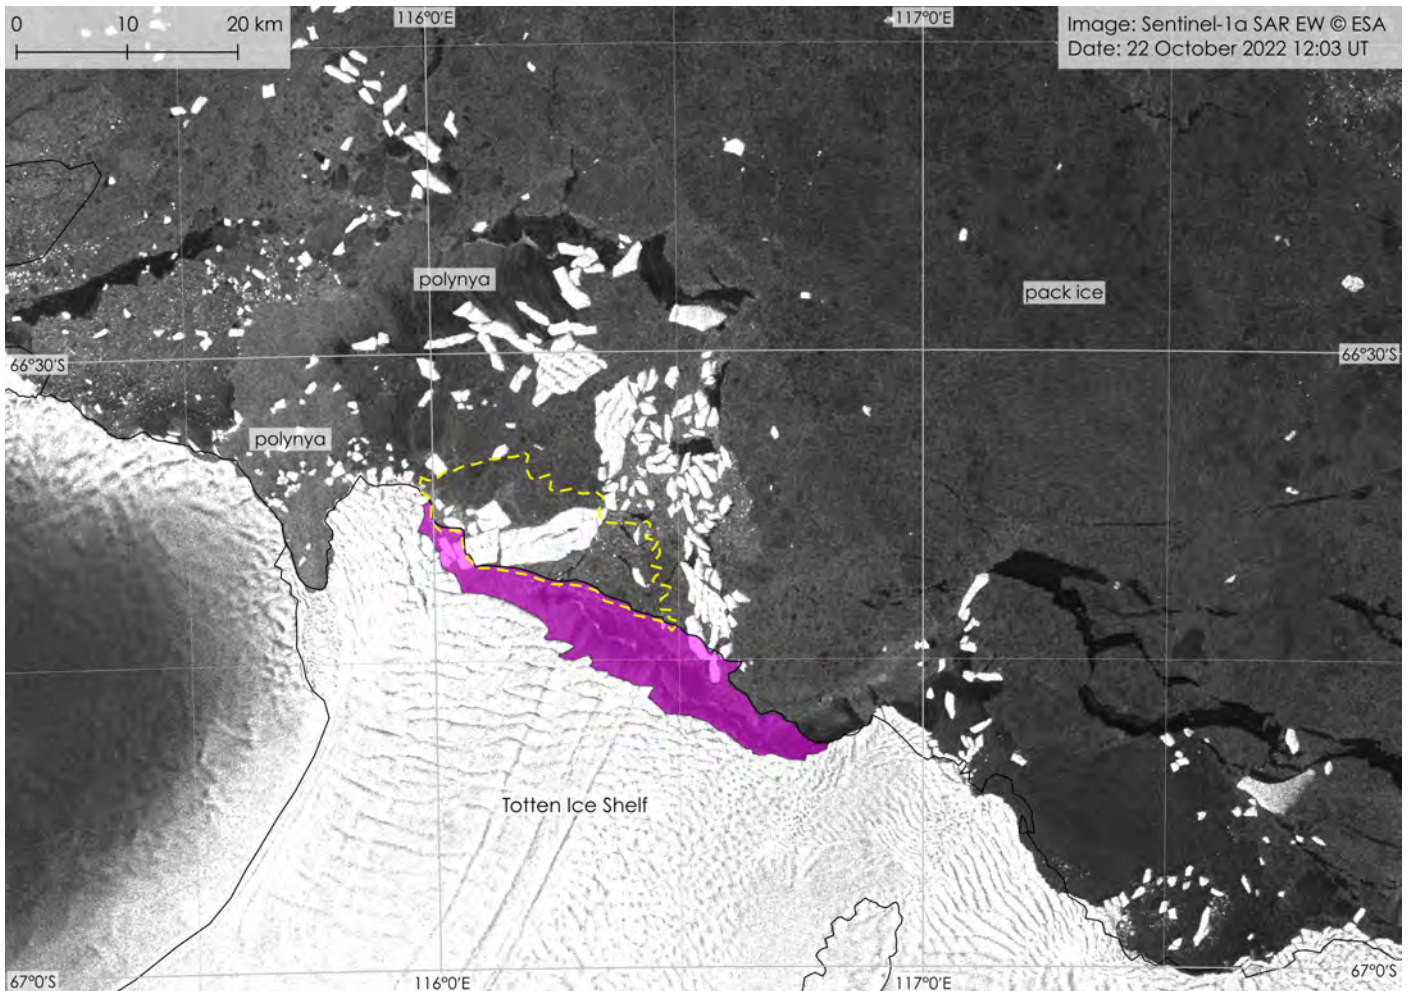 0 10 20 km
116°0'E
117°0'E
Image: Sentinel-1a SAR EW © ESA
Date: 22 October 2022 12:03 UT
polynya
pack ice
66°30'S
66°30'S
polynya
Totten Ice Shelf
67°0'S
116°0'E
117°0'E
67°0'S